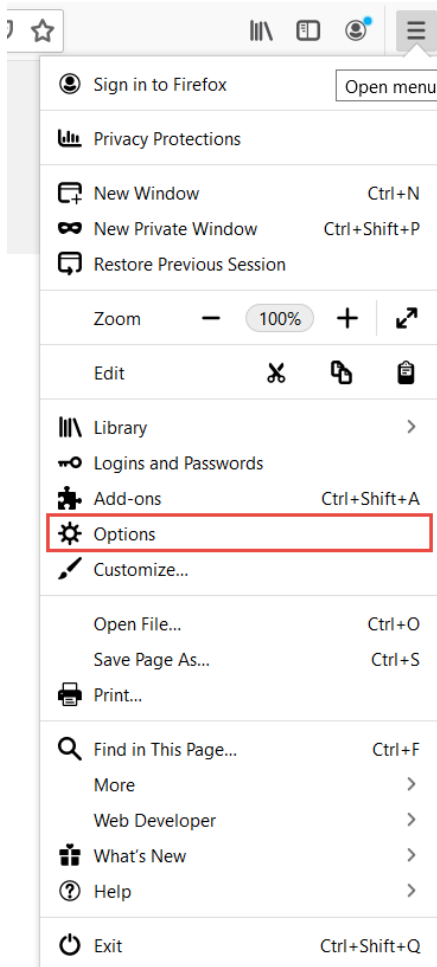 Sign in to Firefox
Open menu
Privacy Protections
New Window Ctrl+N
New Private Window Ctrl+Shift+P
Restore Previous Session
Zoom 100%
Edit
Library
Logins and Passwords
Add-ons Ctrl+Shift+A
Options
Customize...
Open File... Ctrl+O
Save Page As... Ctrl+S
Print...
Find in This Page... Ctrl+F
More
Web Developer
What's New
Help
Exit Ctrl+Shift+Q